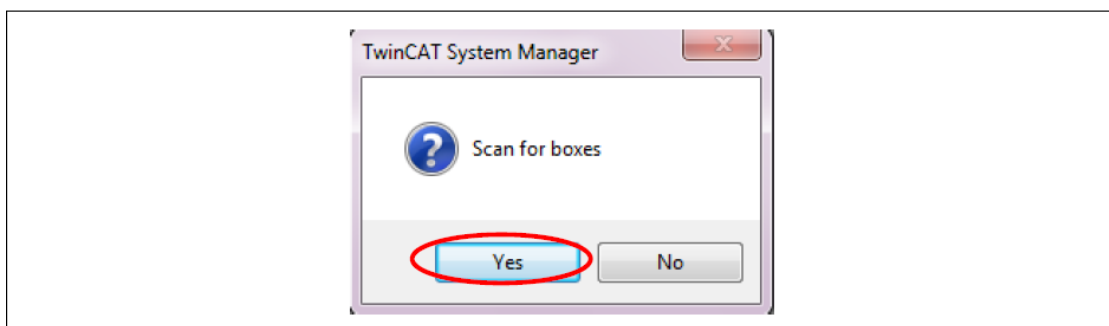 TwinCAT System Manager
Scan for boxes
Yes No